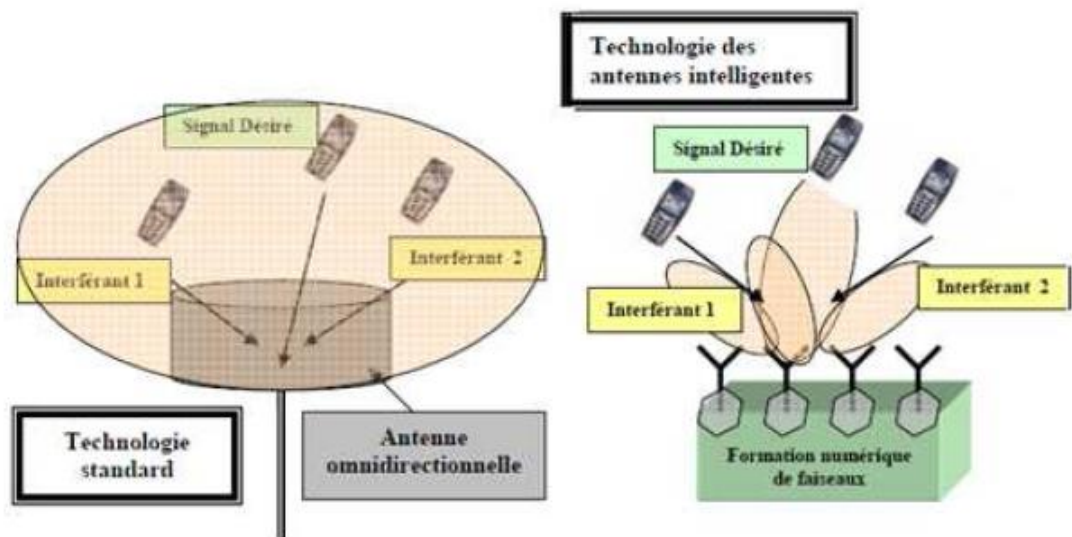 Signal Désiré
Interférant 1
Interférant 2
Technologie
standard
Antenne
omnidirectionnelle
Technologie des
antennes intelligentes
Signal Désiré
Interférant 1
Interférant 2
Formation numérique
de faiseaux